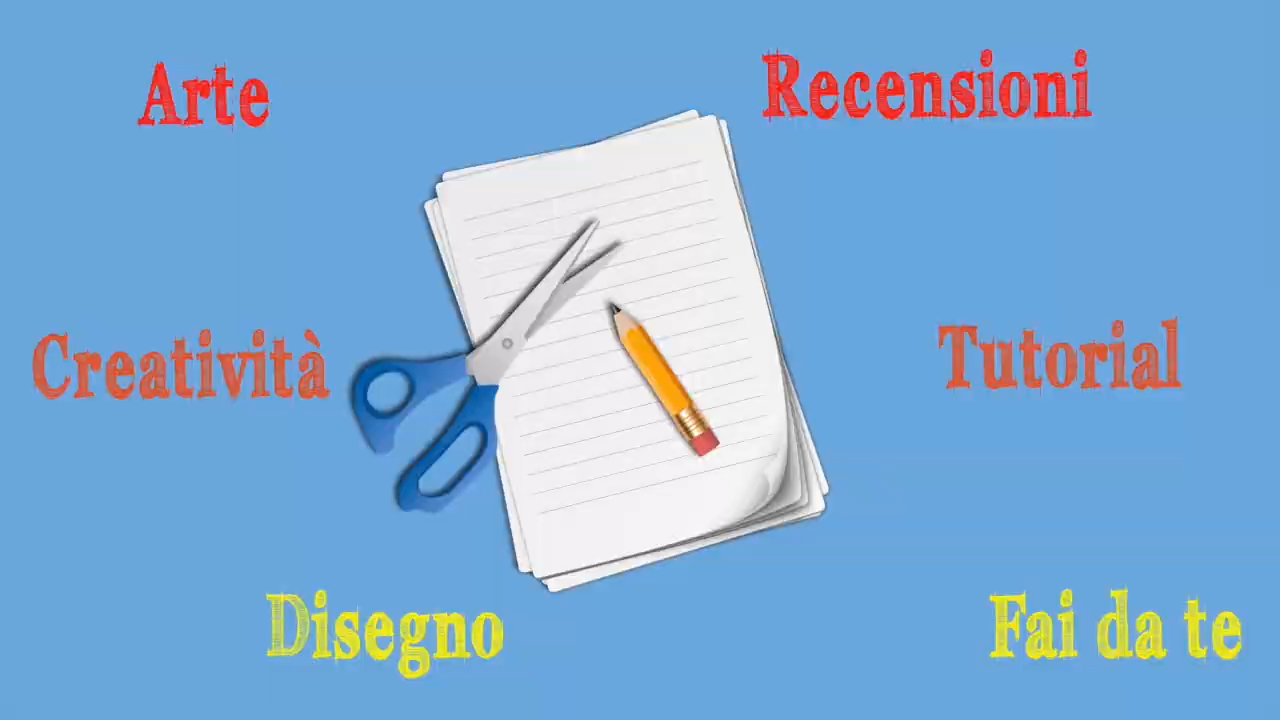 Arte
Recensioni
Creatività
Tutorial
Disegno
Fai da te